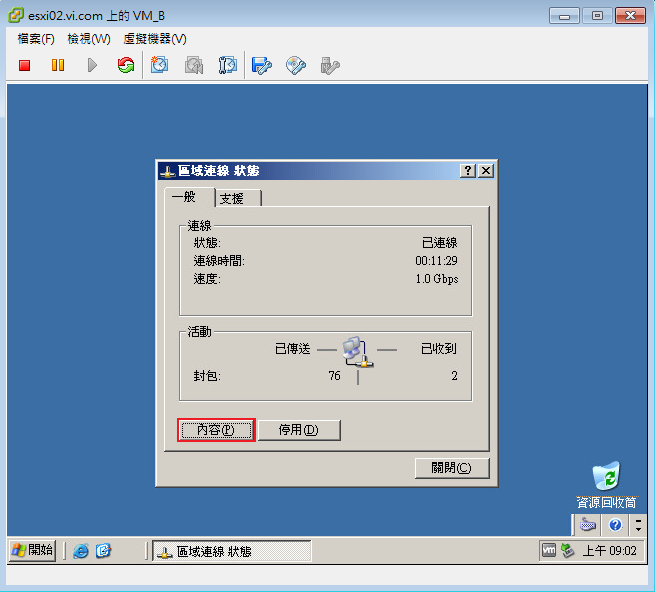 esxi02.vi.com 上的 VM_B
檔案(F) 檢視(W) 虛擬機器(V)
區域連線 狀態
一般 支援
連線
狀態: 已連線
連線時間: 00:11:29
速度: 1.0 Gbps
活動
已傳送 已收到
封包: 76 2
內容(P) 停用(D)
關閉(C)
資源回收筒
開始 區域連線 狀態 vm 上午 09:02